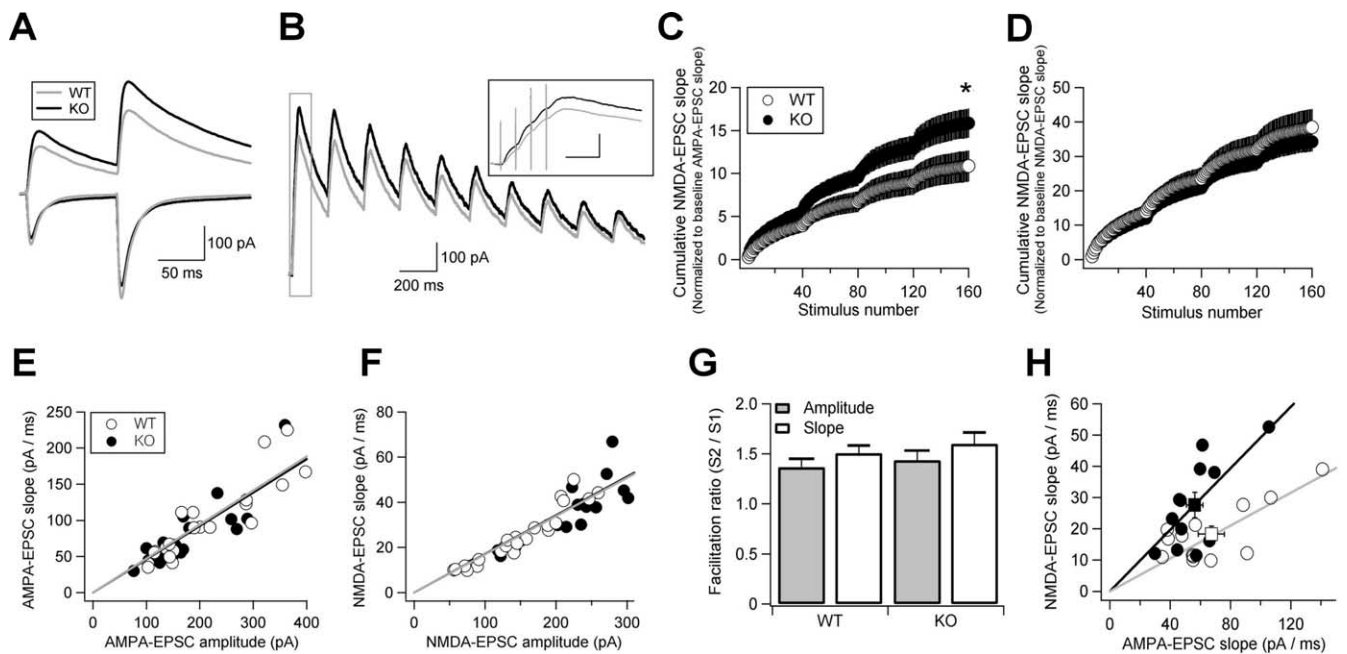 A
WT
KO
100 pA
50 ms
B
100 pA
200 ms
C
Cumulative NMDA-EPSC slope
(Normalized to baseline AMPA-EPSC slope)
20
15
10
5
0
WT
KO
*
40
80
120
160
Stimulus number
D
Cumulative NMDA-EPSC slope
(Normalized to baseline NMDA-EPSC slope)
50
40
30
20
10
0
40
80
120
160
Stimulus number
E
AMPA-EPSC slope (pA / ms)
250
200
150
100
50
0
WT
KO
0
100
200
300
400
AMPA-EPSC amplitude (pA)
F
NMDA-EPSC slope (pA / ms)
80
60
40
20
0
0
100
200
300
NMDA-EPSC amplitude (pA)
G
Facilitation ratio (S2 / S1)
2.0
1.5
1.0
0.5
0
Amplitude
Slope
WT
KO
H
NMDA-EPSC slope (pA / ms)
60
50
40
30
20
10
0
0
40
80
120
AMPA-EPSC slope (pA / ms)